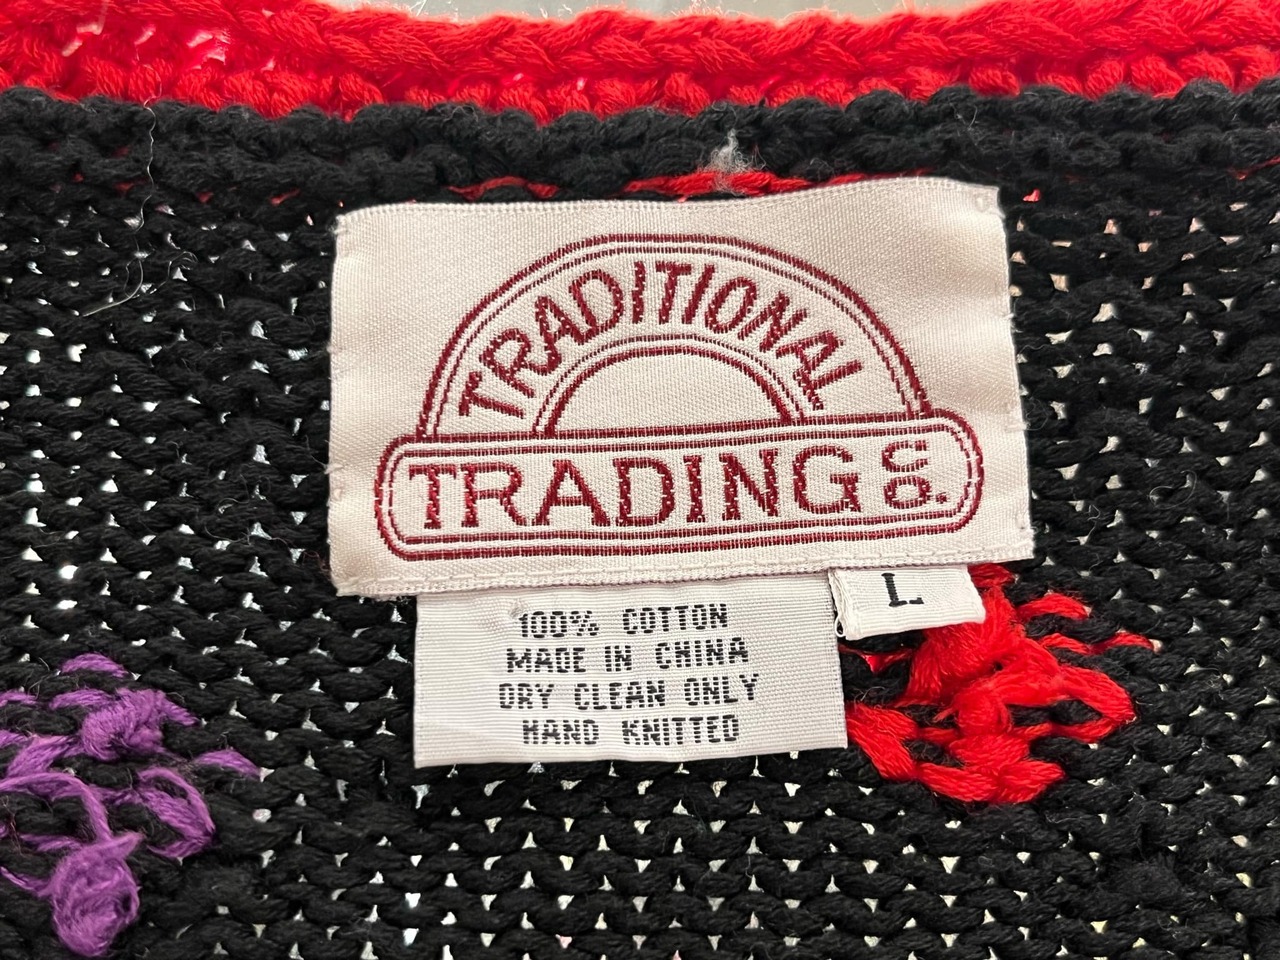 TRADITIONAL
TRADING CO.
L
100% COTTON
MADE IN CHINA
DRY CLEAN ONLY
HAND KNITTED